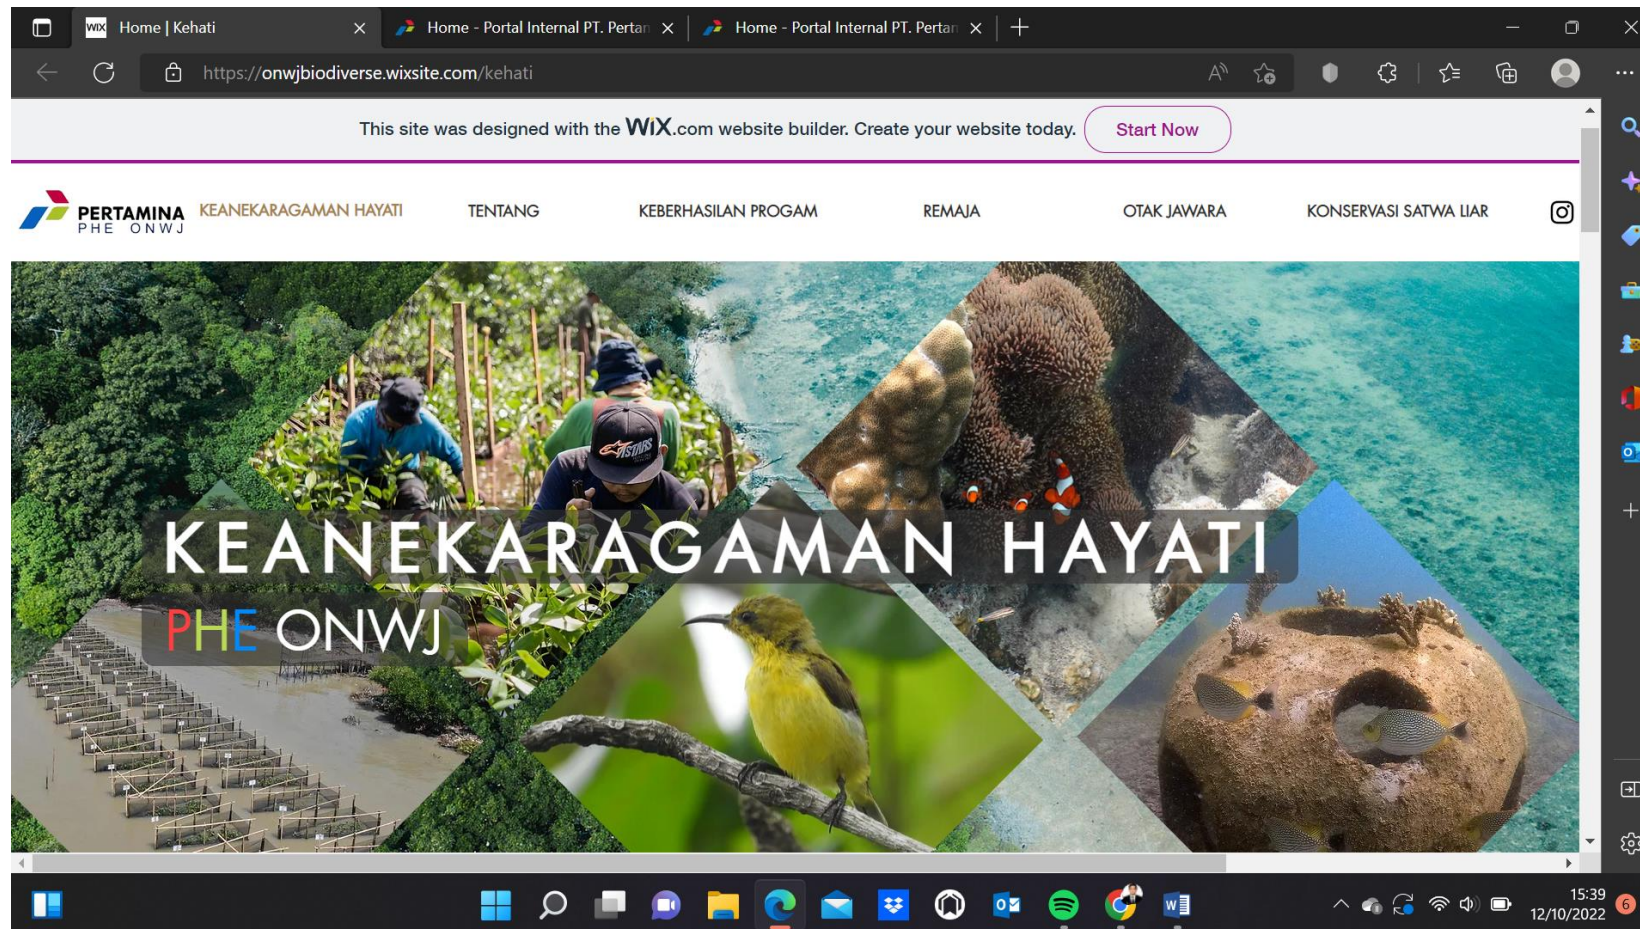 WiX Home | Kehati
Home - Portal Internal PT. Pertan
Home - Portal Internal PT. Pertan
https://onwjbiodiverse.wixsite.com/kehati
This site was designed with the WiX.com website builder. Create your website today. Start Now
PERTAMINA
PHE ONWJ
KEANEKARAGAMAN HAYATI TENTANG KEBERHASILAN PROGAM REMAJA OTAK JAWARA KONSERVASI SATWA LIAR
KEANEKARAGAMAN HAYATI
PHE ONWJ
15:39
12/10/2022
6